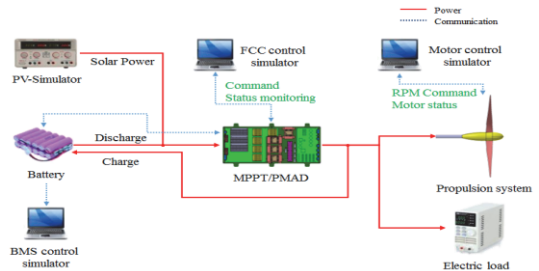 Power
Communication
PV-Simulator
Solar Power
FCC control
simulator
Motor control
simulator
Command
Status monitoring
RPM Command
Motor status
Discharge
Charge
Battery
MPPT/PMAD
Propulsion system
BMS control
simulator
Electric load